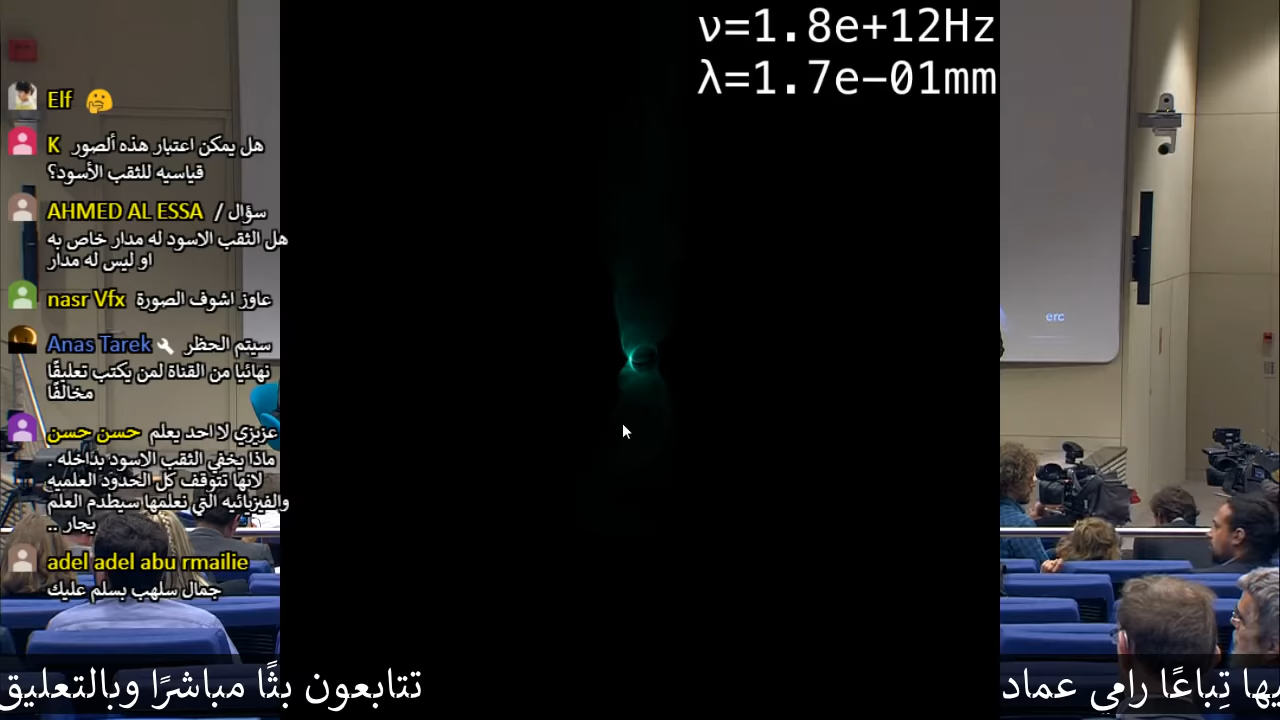 ν=1.8e+12Hz
λ=1.7e−01mm
Elf
K هل يمكن اعتبار هذه ألصور
قياسيه للثقب الأسود؟
AHMED AL ESSA سؤال /
هل الثقب الاسود له مدار خاص به
او ليس له مدار
nasr Vfx عاوز اشوف الصورة
Anas Tarek سيتم الحظر
نهائيا من القناة لمن يكتب تعليقًا
مخالفًا
حسن حسن عزيزي لا احد يعلم
ماذا يخفي الثقب الاسود بداخله .
لانها تتوقف كل الحدود العلميه
والفيزيائيه التي نعلمها سيطدم العلم
بجار ..
adel adel abu rmailie
جمال سلهب بسلم عليك
erc
يها تِباعًا رامي عماد
تتابعون بثًا مباشرًا وبالتعليق